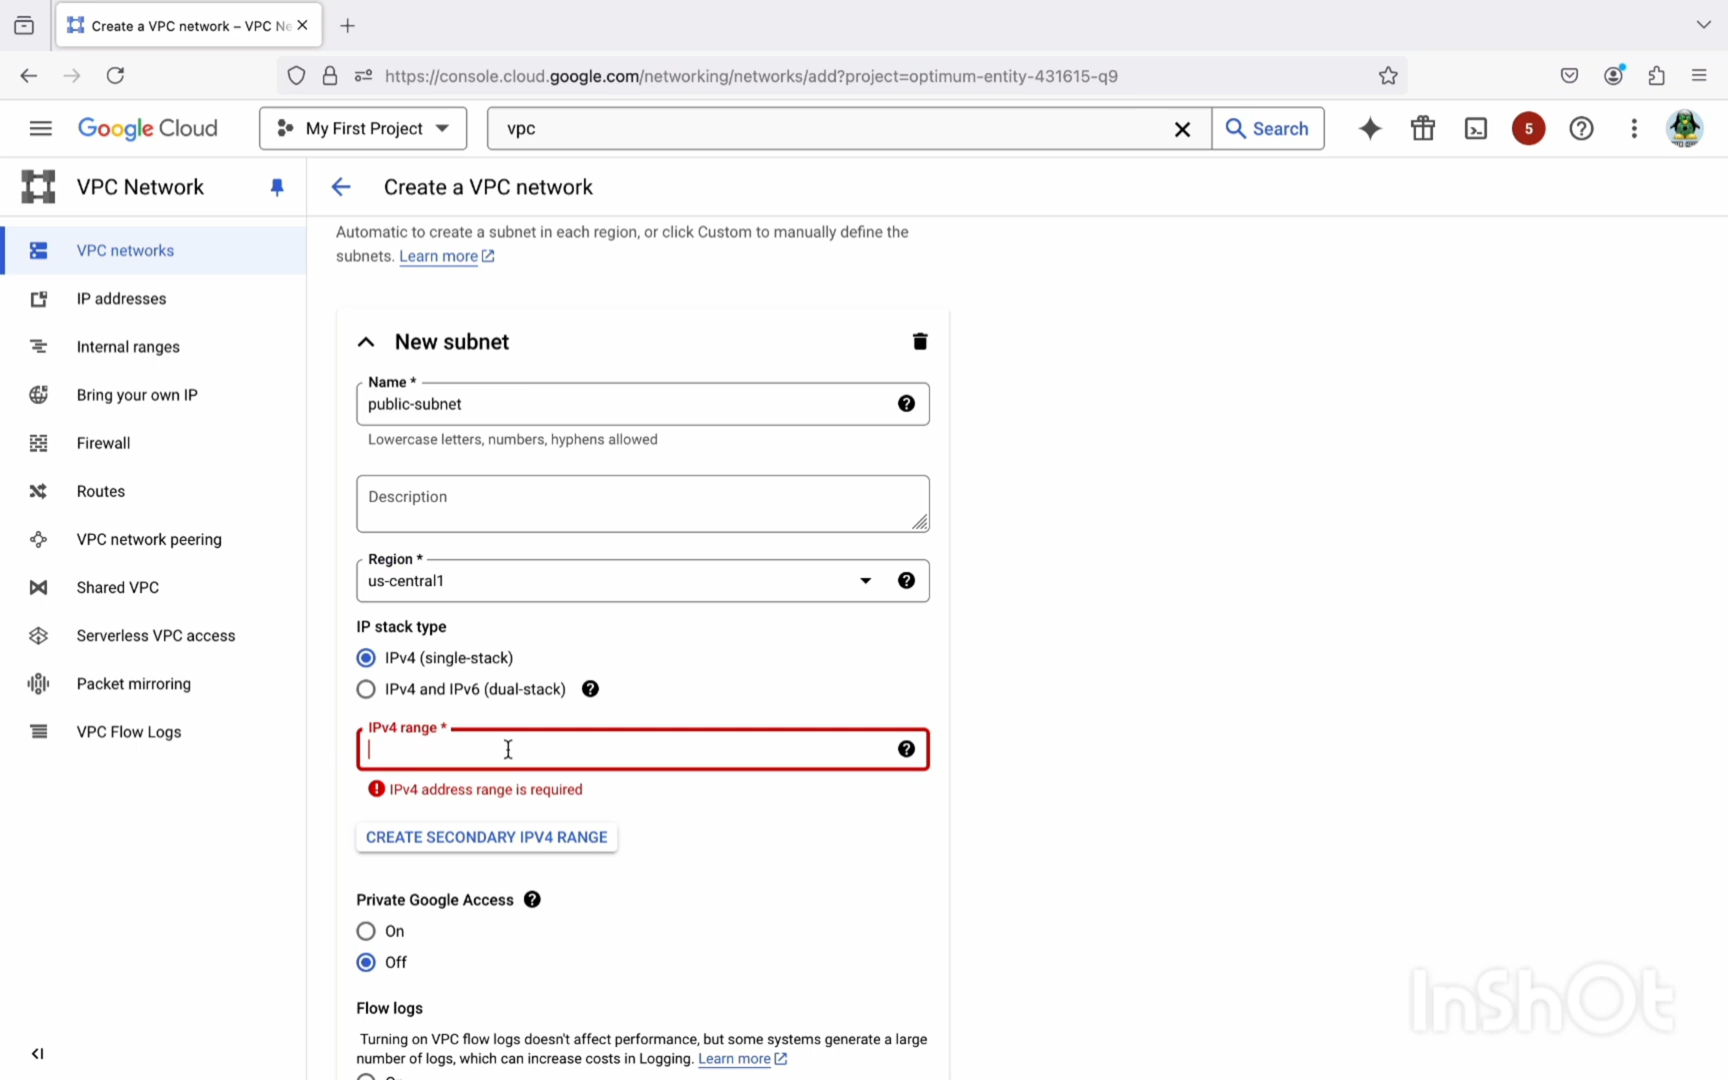 Create a VPC network – VPC Ne
https://console.cloud.google.com/networking/networks/add?project=optimum-entity-431615-q9
Google Cloud
My First Project
vpc
Search
5
VPC Network
Create a VPC network
VPC networks
IP addresses
Internal ranges
Bring your own IP
Firewall
Routes
VPC network peering
Shared VPC
Serverless VPC access
Packet mirroring
VPC Flow Logs
Automatic to create a subnet in each region, or click Custom to manually define the
subnets. Learn more
New subnet
Name *
public-subnet
Lowercase letters, numbers, hyphens allowed
Description
Region *
us-central1
IP stack type
IPv4 (single-stack)
IPv4 and IPv6 (dual-stack)
IPv4 range *
IPv4 address range is required
CREATE SECONDARY IPV4 RANGE
Private Google Access
On
Off
Flow logs
Turning on VPC flow logs doesn't affect performance, but some systems generate a large
number of logs, which can increase costs in Logging. Learn more
InShOt